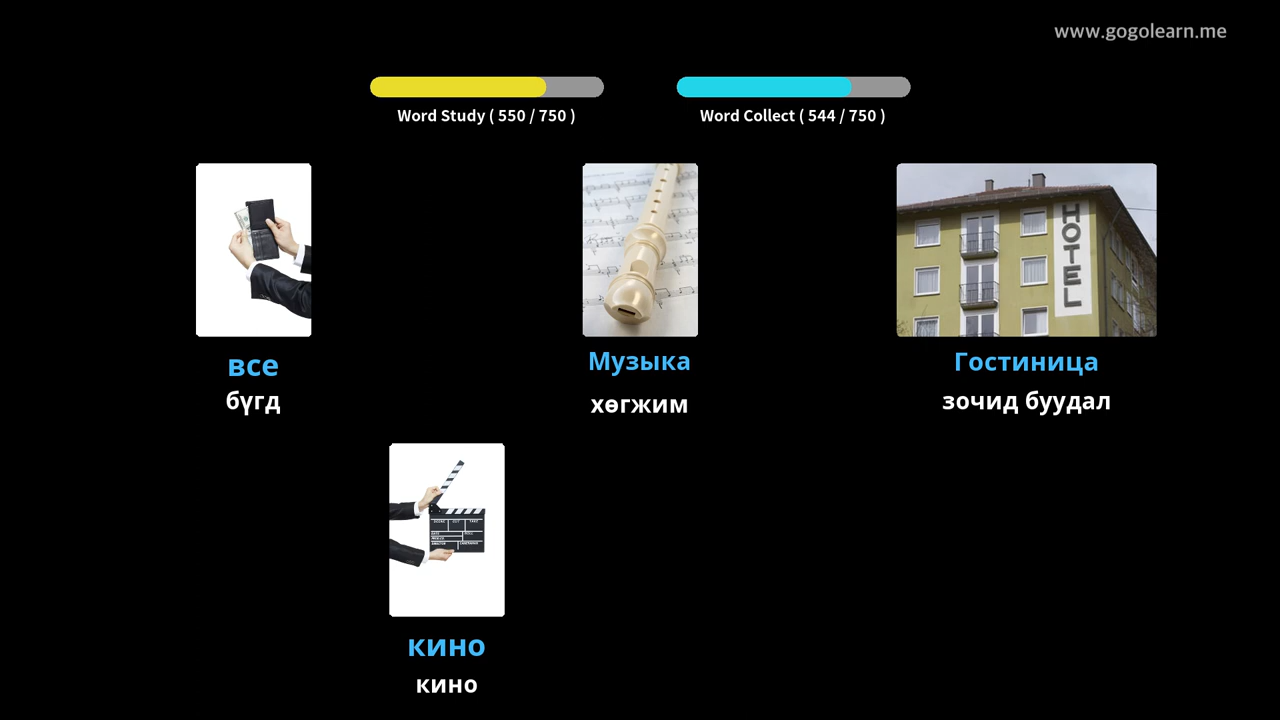 www.gogolearn.me
Word Study ( 550 / 750 )
Word Collect ( 544 / 750 )
HOTEL
все
бүгд
Музыка
хөгжим
Гостиница
зочид буудал
кино
кино